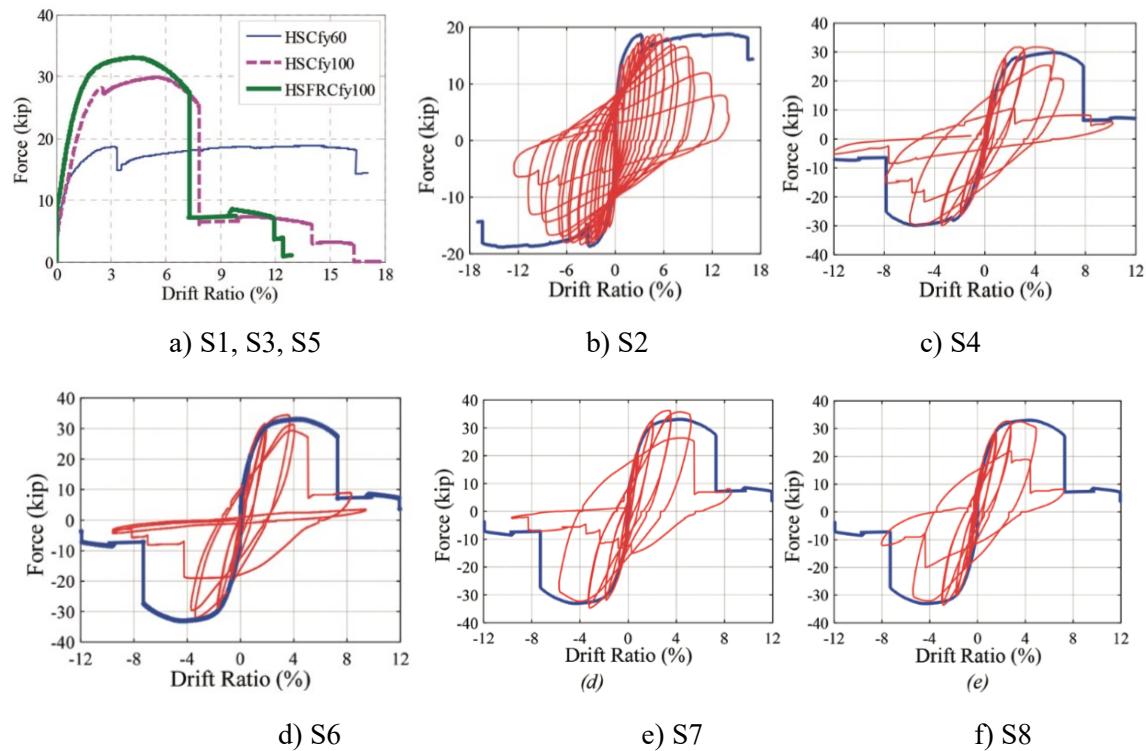 40
30
20
10
0
Force (kip)
HSCfy60
HSCfy100
HSFRCfy100
0 3 6 9 12 15 18
Drift Ratio (%)
a) S1, S3, S5
20
10
0
-10
-20
Force (kip)
-18 -12 -6 0 6 12 18
Drift Ratio (%)
b) S2
40
30
20
10
0
-10
-20
-30
-40
Force (kip)
-12 -8 -4 0 4 8 12
Drift Ratio (%)
c) S4
40
30
20
10
0
-10
-20
-30
-40
Force (kip)
-12 -8 -4 0 4 8 12
Drift Ratio (%)
d) S6
40
30
20
10
0
-10
-20
-30
-40
Force (kip)
-12 -8 -4 0 4 8 12
Drift Ratio (%)
(d)
e) S7
40
30
20
10
0
-10
-20
-30
-40
Force (kip)
-12 -8 -4 0 4 8 12
Drift Ratio (%)
(e)
f) S8